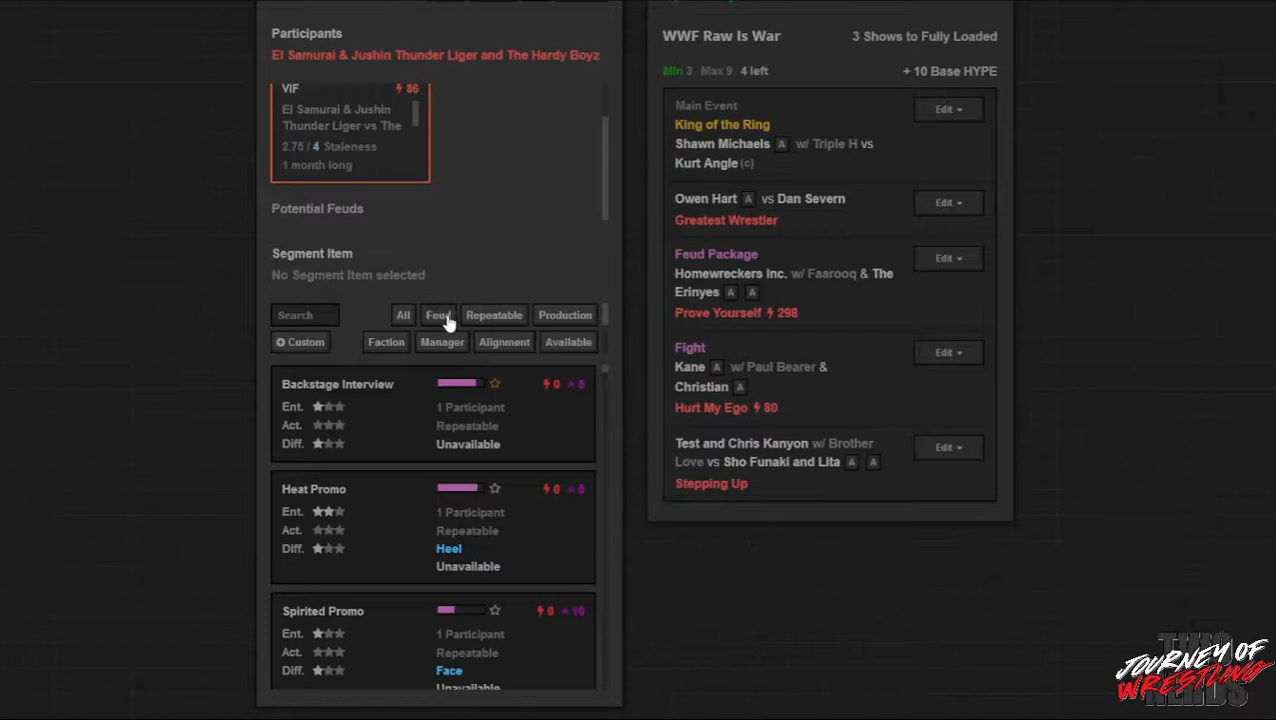 Participants
El Samurai & Jushin Thunder Liger and The Hardy Boyz
VIF 86
El Samurai & Jushin
Thunder Liger vs The
2.75 / 4 Staleness
1 month long
Potential Feuds
Segment Item
No Segment Item selected
Search All Feud Repeatable Production
Custom Faction Manager Alignment Available
Backstage Interview 0 5
Ent. 1 Participant
Act. Repeatable
Diff. Unavailable
Heat Promo 0 5
Ent. 1 Participant
Act. Repeatable
Diff. Heel
Unavailable
Spirited Promo 0 10
Ent. 1 Participant
Act. Repeatable
Diff. Face
Unavailable
WWF Raw Is War 3 Shows to Fully Loaded
Min 3 Max 9 4 left + 10 Base HYPE
Main Event Edit
King of the Ring
Shawn Michaels A w/ Triple H vs
Kurt Angle (c)
Owen Hart A vs Dan Severn Edit
Greatest Wrestler
Feud Package Edit
Homewreckers Inc. w/ Faarooq & The
Erinyes A A
Prove Yourself 298
Fight Edit
Kane A w/ Paul Bearer &
Christian A
Hurt My Ego 80
Test and Chris Kanyon w/ Brother Edit
Love vs Sho Funaki and Lita A A
Stepping Up
JOURNEY OF
WRESTLING